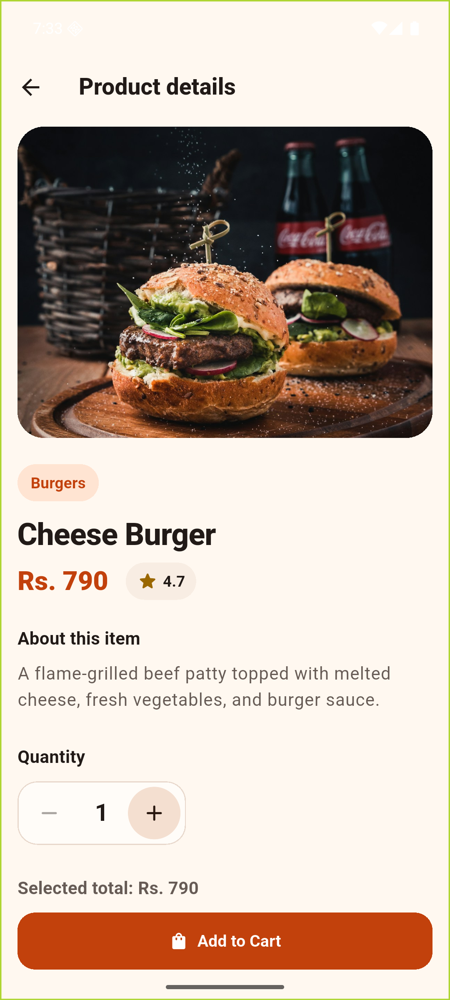 7:33
Product details
Coca-Cola Coca-Cola
Burgers
Cheese Burger
Rs. 790
4.7
About this item
A flame-grilled beef patty topped with melted
cheese, fresh vegetables, and burger sauce.
Quantity
1
Selected total: Rs. 790
Add to Cart